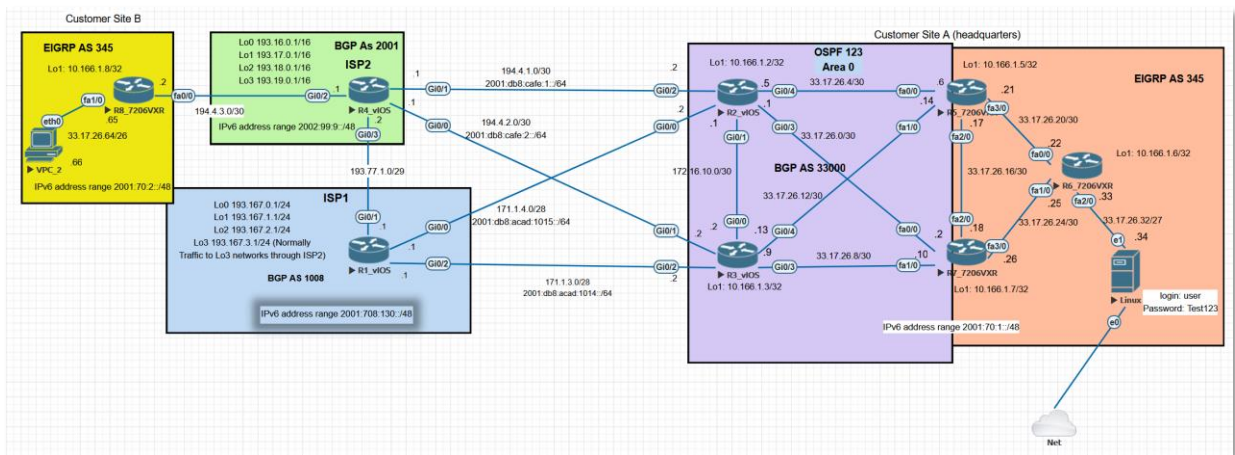 Customer Site B
EIGRP AS 345
Lo1: 10.166.1.8/32
.2
fa0/0
fa1/0
R8_7206VXR
.65
eth0
33.17.26.64/26
.66
VPC_2
IPv6 address range 2001:70:2::/48
194.4.3.0/30
Lo0 193.16.0.1/16
Lo1 193.17.0.1/16
Lo2 193.18.0.1/16
Lo3 193.19.0.1/16
BGP As 2001
ISP2
.1
Gi0/2
.1
Gi0/1
R4_vIOS
.1
Gi0/0
.2
Gi0/3
IPv6 address range 2002:99:9::/48
193.77.1.0/29
ISP1
Lo0 193.167.0.1/24
Lo1 193.167.1.1/24
Lo2 193.167.2.1/24
Lo3 193.167.3.1/24 (Normally
Traffic to Lo3 networks through ISP2)
BGP AS 1008
Gi0/1
.1
.1
Gi0/0
R1_vIOS
.1
Gi0/2
IPv6 address range 2001:708:130::/48
194.4.1.0/30
2001:db8:cafe:1::/64
194.4.2.0/30
2001:db8:cafe:2::/64
171.1.4.0/28
2001:db8:acad:1015::/64
171.1.3.0/28
2001:db8:acad:1014::/64
Customer Site A (headquarters)
OSPF 123
Area 0
Lo1: 10.166.1.2/32
.2
Gi0/2
.5
Gi0/4
.1
.2
Gi0/0
R2_vIOS
Gi0/3
.1
Gi0/1
33.17.26.4/30
33.17.26.0/30
172.16.10.0/30
BGP AS 33000
33.17.26.12/30
Gi0/0
Gi0/1
.2
.2
.13
Gi0/4
.9
Gi0/2
.2
R3_vIOS
Gi0/3
33.17.26.8/30
Lo1: 10.166.1.3/32
EIGRP AS 345
Lo1: 10.166.1.5/32
.6
fa0/0
.14
fa1/0
.21
fa3/0
R5_7206VXR
.17
fa2/0
33.17.26.20/30
.22
fa0/0
Lo1: 10.166.1.6/32
33.17.26.16/30
fa1/0
R6_7206VXR
.25
fa2/0
.33
33.17.26.24/30
33.17.26.32/27
fa0/0
fa2/0
.2
.18
.10
fa1/0
fa3/0
.26
R7_7206VXR
Lo1: 10.166.1.7/32
e1
.34
Linux
login: user
Password: Test123
e0
IPv6 address range 2001:70:1::/48
Net